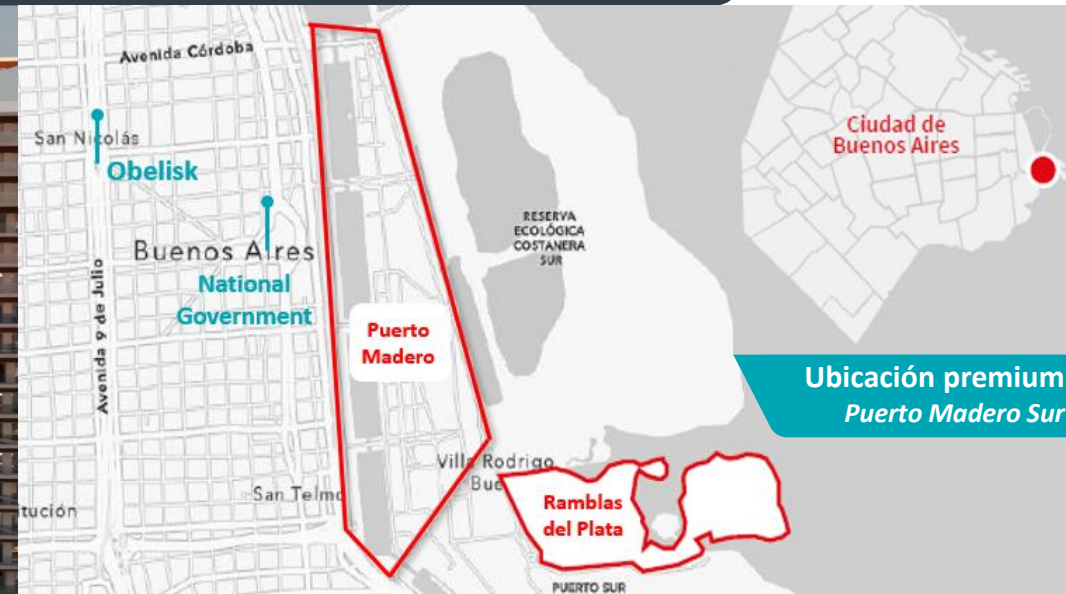 Avenida Córdoba
San Nicolás
Obelisk
Buenos Aires
National
Government
Avenida 9 de Julio
Puerto
Madero
RESERVA
ECOLÓGICA
COSTANERA
SUR
Ciudad de
Buenos Aires
Ubicación premium
Puerto Madero Sur
Villa Rodrigo
Bue
San Telmo
tución
Ramblas
del Plata
PUERTO SUR